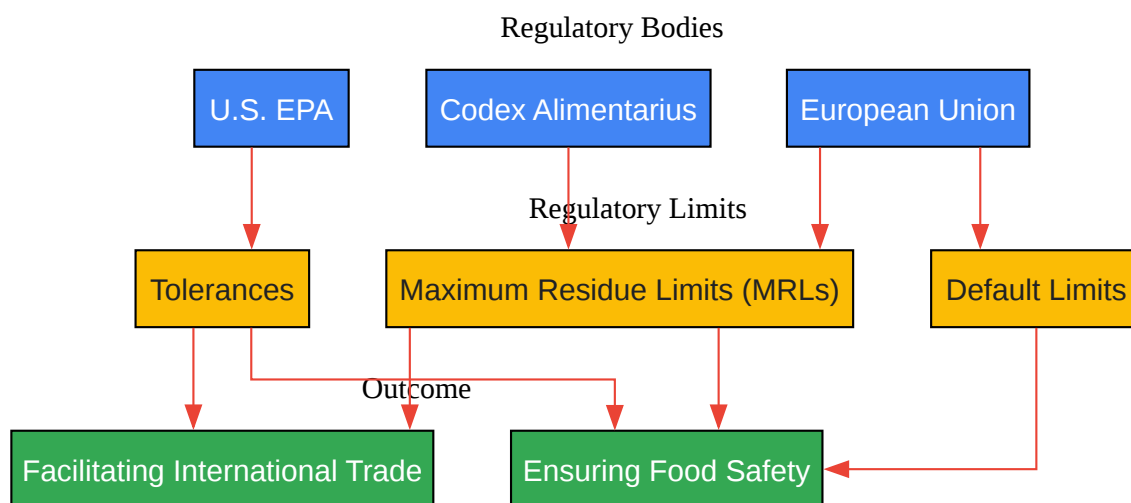 Regulatory Bodies
U.S. EPA
Codex Alimentarius
European Union
Regulatory Limits
Tolerances
Maximum Residue Limits (MRLs)
Default Limits
Outcome
Facilitating International Trade
Ensuring Food Safety